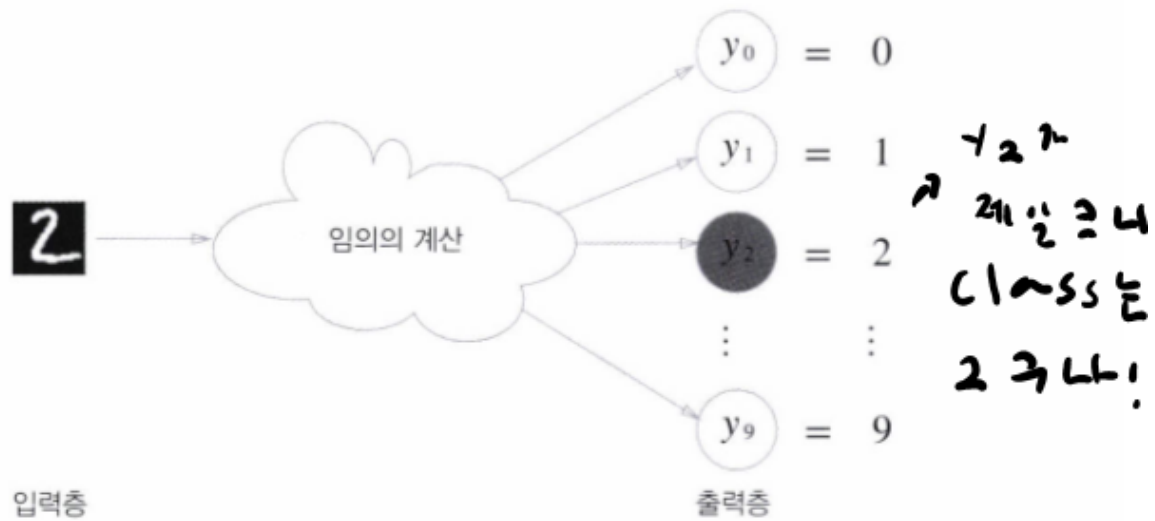 y₀ = 0
y₁ = 1
y₂ = 2
⋮ ⋮
y₉ = 9
2
임의의 계산
입력층
출력층
y2가
제일 크니
class는
2구나!